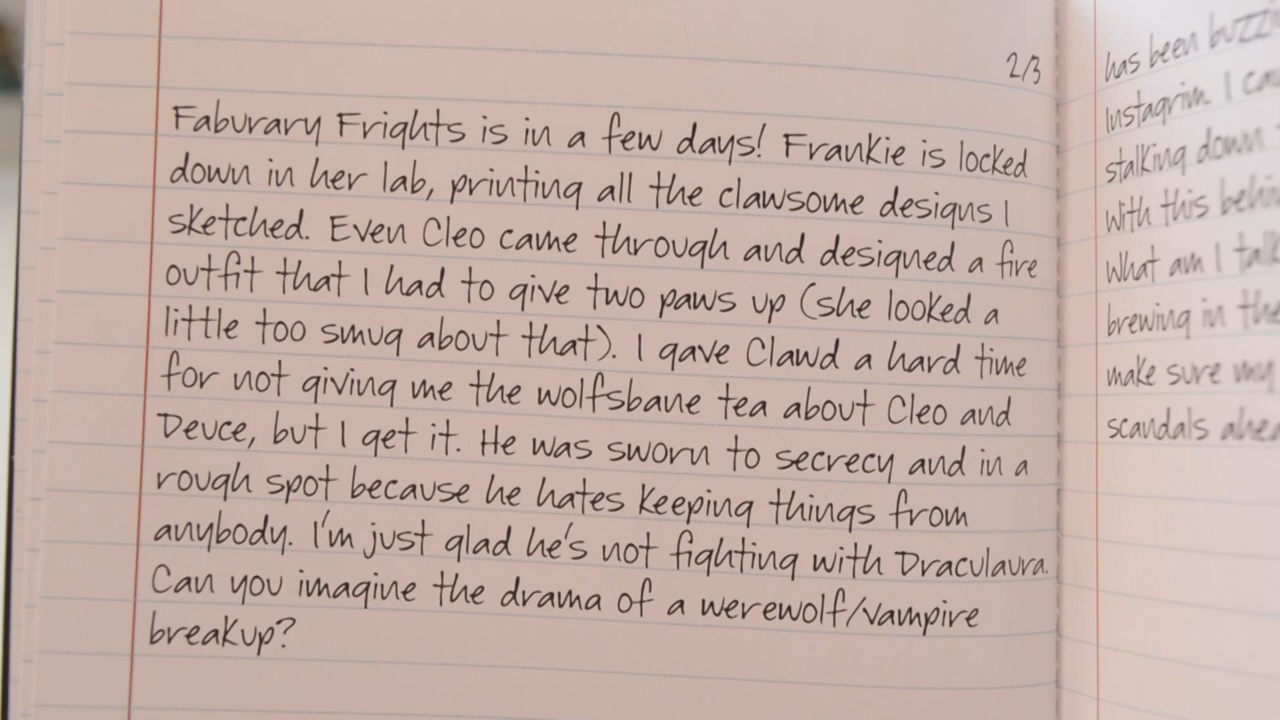 2/3
Faburary Frights is in a few days! Frankie is locked
down in her lab, printing all the clawsome designs I
sketched. Even Cleo came through and designed a fire
outfit that I had to give two paws up (she looked a
little too smug about that). I gave Clawd a hard time
for not giving me the wolfsbane tea about Cleo and
Deuce, but I get it. He was sworn to secrecy and in a
rough spot because he hates keeping things from
anybody. I'm just glad he's not fighting with Draculaura.
Can you imagine the drama of a werewolf/vampire
breakup?
has been
Instagrim. I
stalking down
with this
What am I
brewing in the
make sure my
scandals